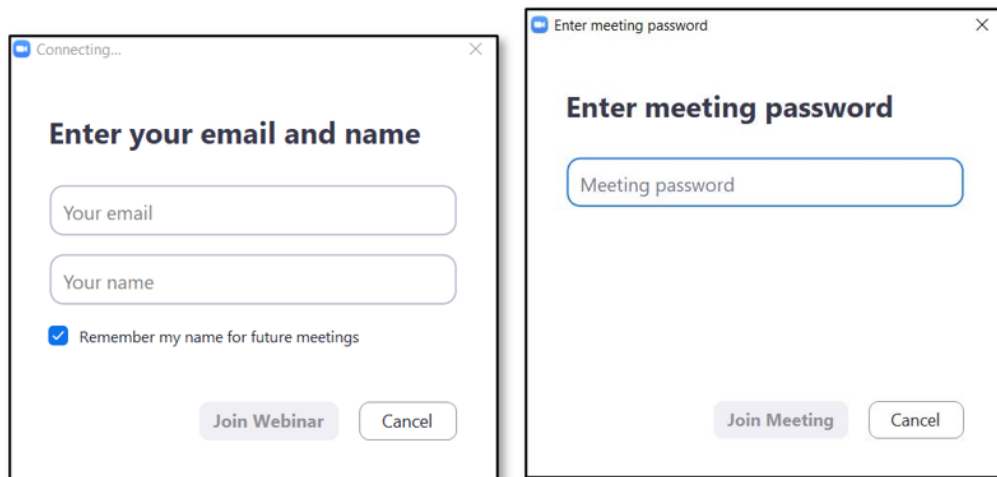 Connecting...
Enter your email and name
Your email
Your name
Remember my name for future meetings
Join Webinar
Cancel
Enter meeting password
Enter meeting password
Meeting password
Join Meeting
Cancel